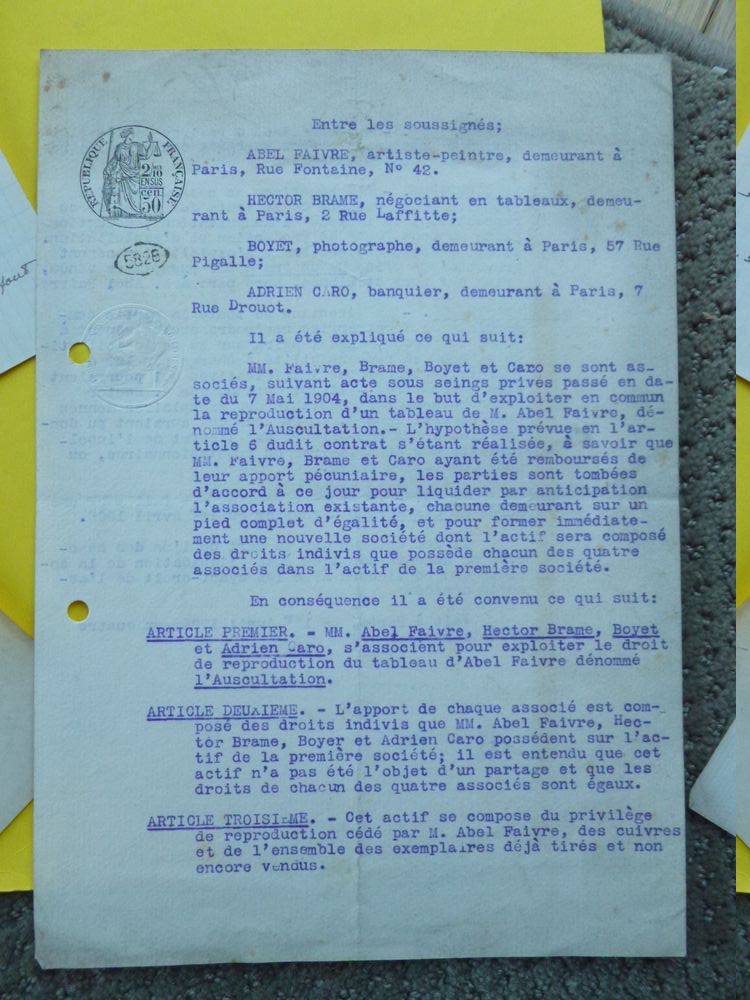 Entre les soussignés;
ABEL FAIVRE, artiste-peintre, demeurant à
Paris, Rue Fontaine, Nº 42.
HECTOR BRAME, négociant en tableaux, demeu-
rant à Paris, 2 Rue Laffitte;
BOYET, photographe, demeurant à Paris, 57 Rue
Pigalle;
ADRIEN CARO, banquier, demeurant à Paris, 7
Rue Drouot.
RÉPUBLIQUE FRANÇAISE
2/10
EN SUS
50
cen.
5828
Il a été expliqué ce qui suit:
MM. Faivre, Brame, Boyet et Caro se sont as-
sociés, suivant acte sous seings privés passé en da-
te du 7 Mai 1904, dans le but d'exploiter en commun
la reproduction d'un tableau de M. Abel Faivre, dé-
nommé l'Auscultation.- L'hypothèse prévue en l'ar-
ticle 6 dudit contrat s'étant réalisée, à savoir que
MM. Faivre, Brame et Caro ayant été remboursés de
leur apport pécuniaire, les parties sont tombées
d'accord à ce jour pour liquider par anticipation
l'association existante, chacune demeurant sur un
pied complet d'égalité, et pour former immédiate-
ment une nouvelle société dont l'actif sera composé
des droits indivis que possède chacun des quatre
associés dans l'actif de la première société.
En conséquence il a été convenu ce qui suit:
ARTICLE PREMIER. - MM. Abel Faivre, Hector Brame, Boyet
et Adrien Caro, s'associent pour exploiter le droit
de reproduction du tableau d'Abel Faivre dénommé
l'Auscultation.
ARTICLE DEUXIEME. - L'apport de chaque associé est com-
posé des droits indivis que MM. Abel Faivre, Hec-
tor Brame, Boyer et Adrien Caro possédent sur l'ac-
tif de la première société; il est entendu que cet
actif n'a pas été l'objet d'un partage et que les
droits de chacun des quatre associés sont égaux.
ARTICLE TROISIEME. - Cet actif se compose du privilège
de reproduction cédé par M. Abel Faivre, des cuivres
et de l'ensemble des exemplaires déjà tirés et non
encore vendus.